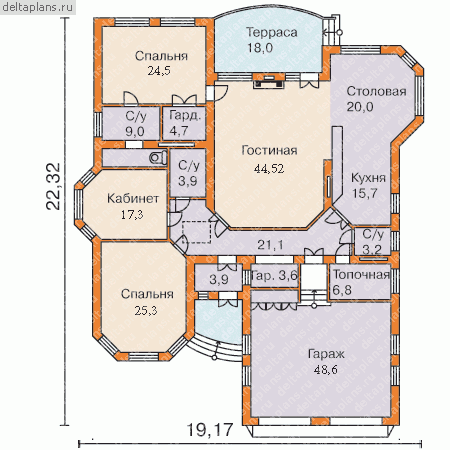 deltaplans.ru
Терраса
18,0
Спальня
24,5
Столовая
20,0
С/у
9,0
Гард.
4,7
Гостиная
44,52
С/у
3,9
Кухня
15,7
Кабинет
17,3
22,32
21,1
С/у
3,2
3,9
Гар. 3,6
Топочная
6,8
Спальня
25,3
Гараж
48,6
19,17